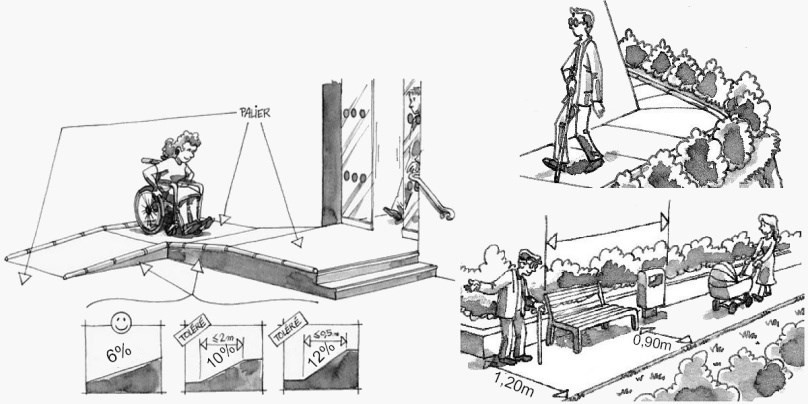 PALIER
6%
TOLÉRÉ
≤2m
10%
TOLÉRÉ
≤0,5m
12%
0,90m
1,20m